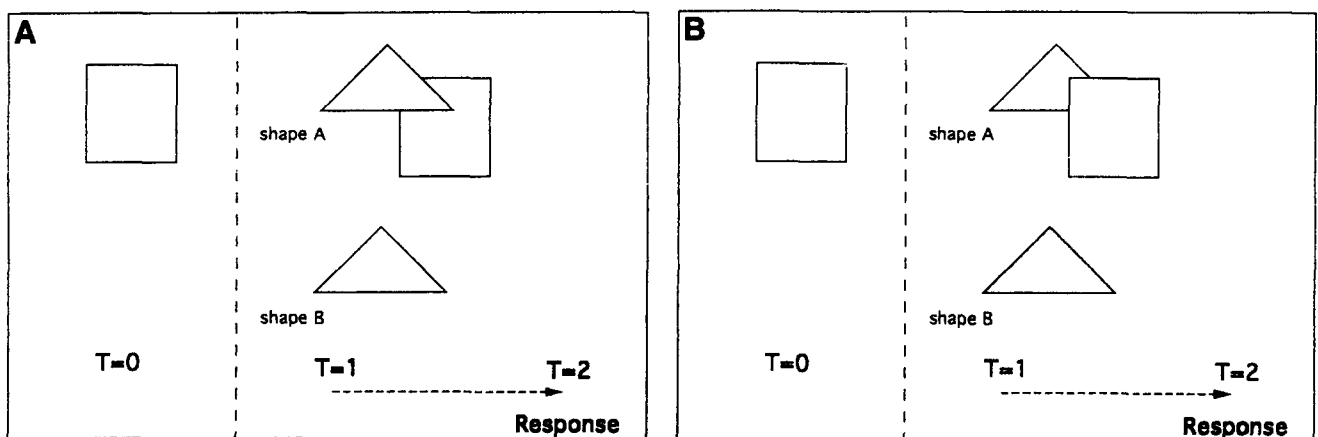 A
shape A
shape B
T=0
T=1
T=2
Response
B
shape A
shape B
T=0
T=1
T=2
Response